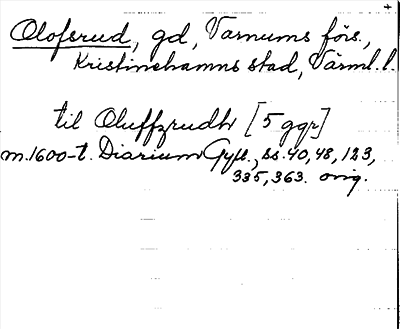 Olofsrud, gd, Varnums förs.,
Kristinehamns stad, Värml. l.
til Oluffzrudh [5 ggr]
m.1600-t. Diarium Gyll., ss. 40, 48, 123,
335, 363. orig.